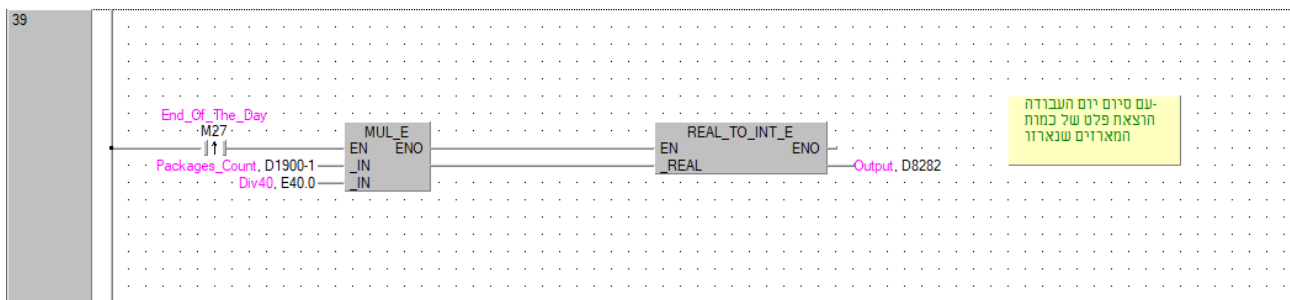 39
עם סיום יום העבודה-
הוצאת פלט של כמות
המארזים שנארזו
End_Of_The_Day
M27
MUL_E
REAL_TO_INT_E
EN ENO
EN ENO
Packages_Count, D1900-1
_IN
_REAL
Output, D8282
Div40, E40.0
_IN